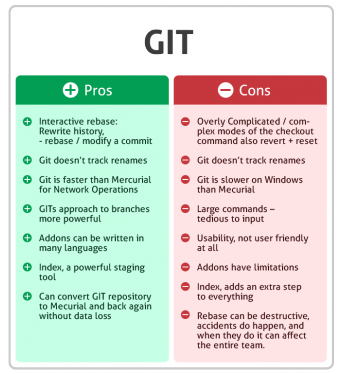 GIT
Pros
Interactive rebase:
Rewrite history,
- rebase / modify a commit
Git doesn't track renames
Git is faster than Mercurial
for Network Operations
GITs approach to branches
more powerful
Addons can be written in
many languages
Index, a powerful staging
tool
Can convert GIT repository
to Mecurial and back again
without data loss
Cons
Overly Complicated / com-
plex modes of the checkout
command also revert + reset
Git doesn't track renames
Git is slower on Windows
than Mecurial
Large commands –
tedious to input
Usability, not user friendly
at all
Addons have limitations
Index, adds an extra step
to everything
Rebase can be destructive,
accidents do happen, and
when they do it can affect
the entire team.